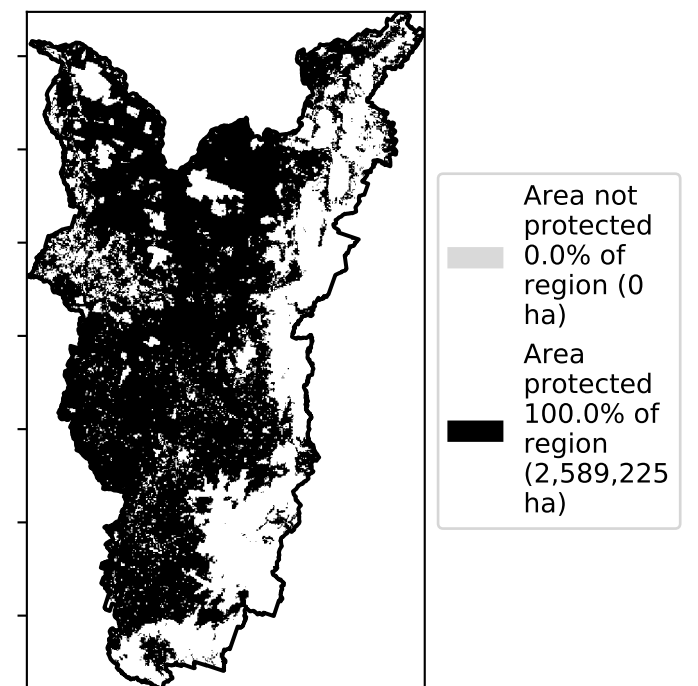 Area not
protected
0.0% of
region (0
ha)
Area
protected
100.0% of
region
(2,589,225
ha)